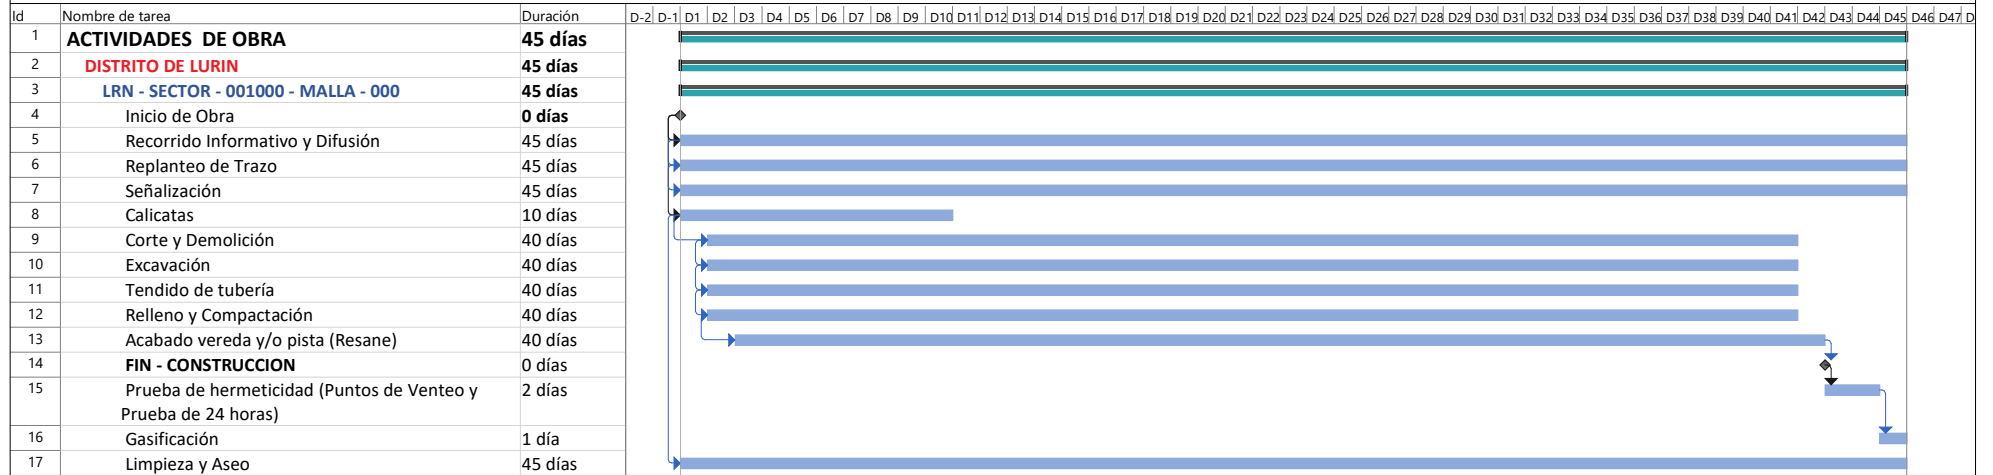 Id Nombre de tarea Duración D-2 D-1 D1 D2 D3 D4 D5 D6 D7 D8 D9 D10 D11 D12 D13 D14 D15 D16 D17 D18 D19 D20 D21 D22 D23 D24 D25 D26 D27 D28 D29 D30 D31 D32 D33 D34 D35 D36 D37 D38 D39 D40 D41 D42 D43 D44 D45 D46 D47 D
1 ACTIVIDADES DE OBRA 45 días
2 DISTRITO DE LURIN 45 días
3 LRN - SECTOR - 001000 - MALLA - 000 45 días
4 Inicio de Obra 0 días
5 Recorrido Informativo y Difusión 45 días
6 Replanteo de Trazo 45 días
7 Señalización 45 días
8 Calicatas 10 días
9 Corte y Demolición 40 días
10 Excavación 40 días
11 Tendido de tubería 40 días
12 Relleno y Compactación 40 días
13 Acabado vereda y/o pista (Resane) 40 días
14 FIN - CONSTRUCCION 0 días
15 Prueba de hermeticidad (Puntos de Venteo y 2 días
Prueba de 24 horas)
16 Gasificación 1 día
17 Limpieza y Aseo 45 días